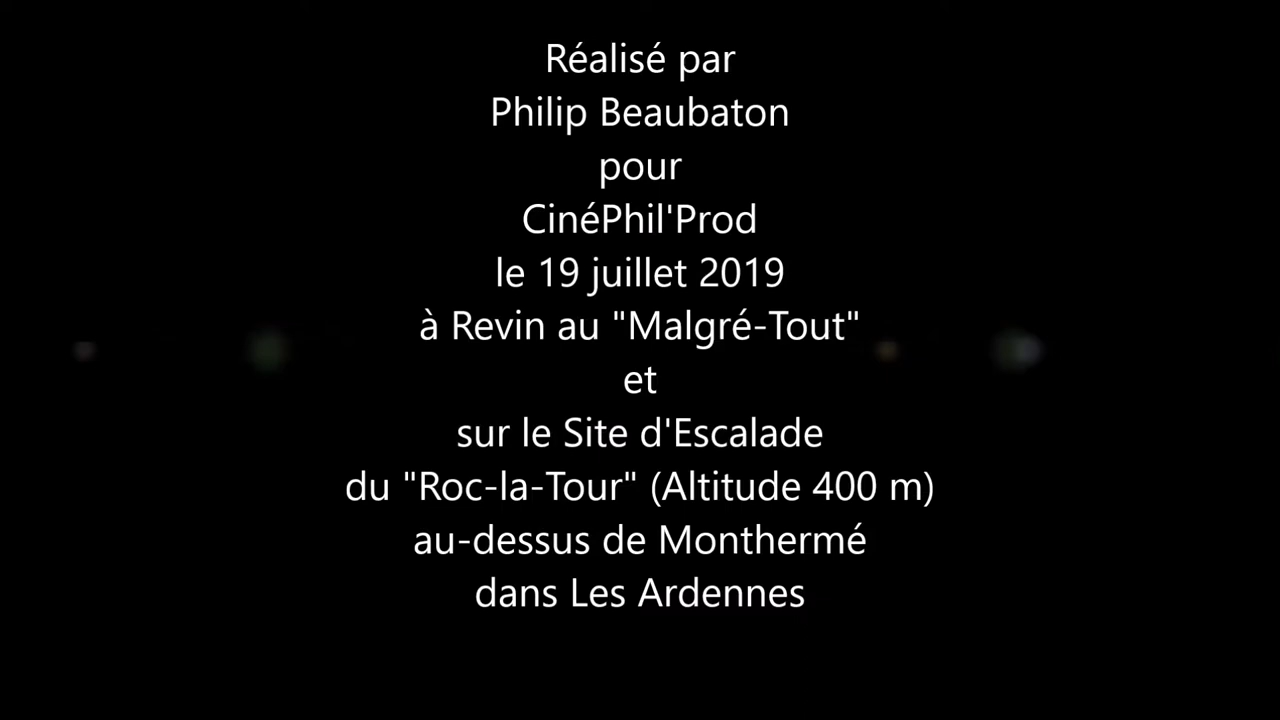 Réalisé par
Philip Beaubaton
pour
CinéPhil'Prod
le 19 juillet 2019
à Revin au "Malgré-Tout"
et
sur le Site d'Escalade
du "Roc-la-Tour" (Altitude 400 m)
au-dessus de Monthermé
dans Les Ardennes